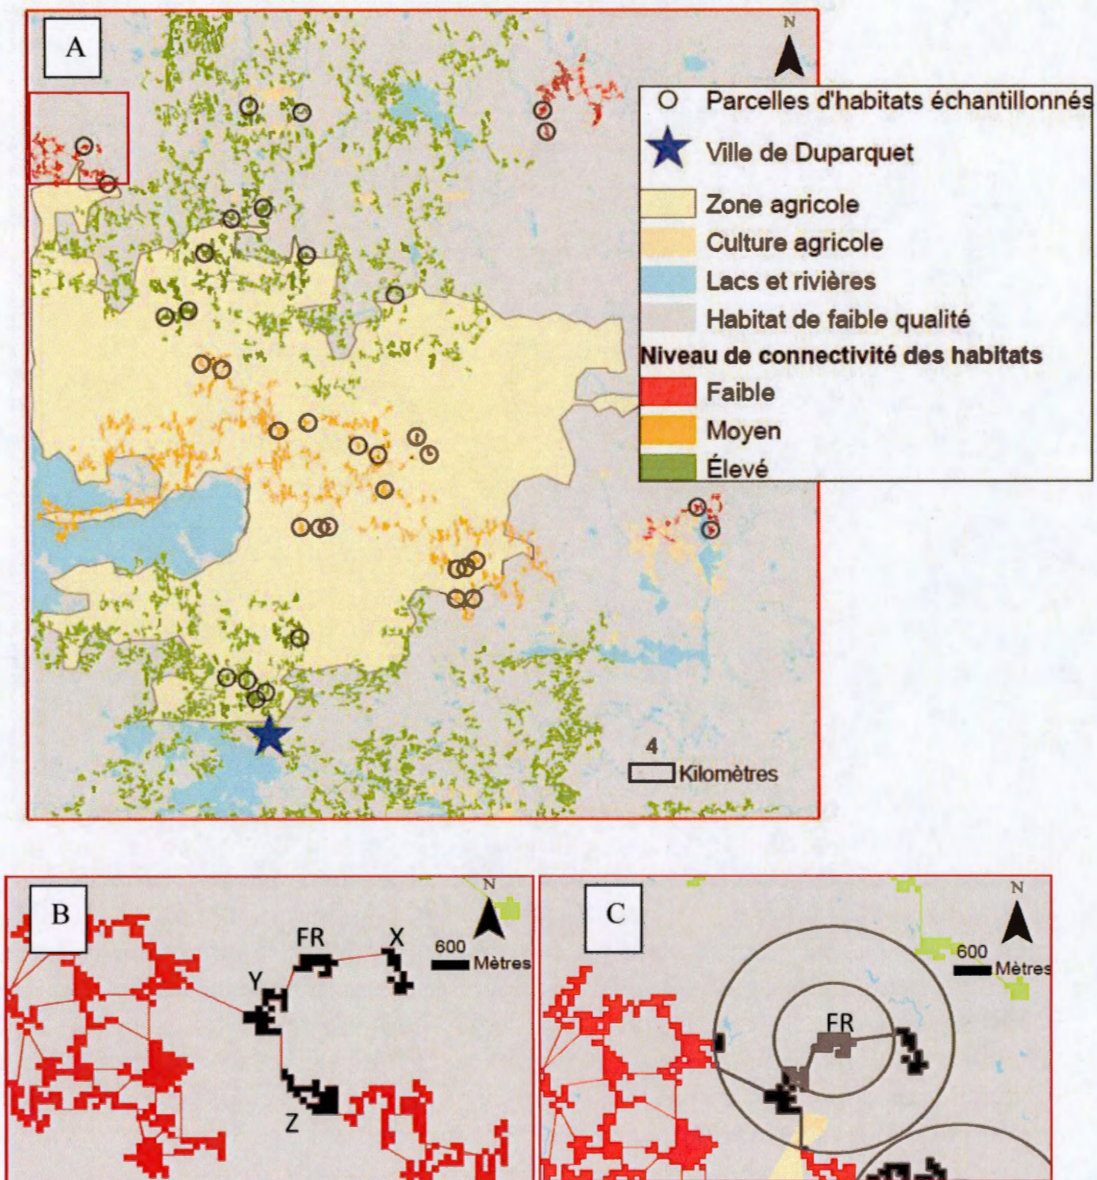 A
N
Parcelles d'habitats échantillonnés
Ville de Duparquet
Zone agricole
Culture agricole
Lacs et rivières
Habitat de faible qualité
Niveau de connectivité des habitats
Faible
Moyen
Élevé
4
Kilomètres
B
N
FR
X
600
Mètres
Y
Z
C
N
600
Mètres
FR